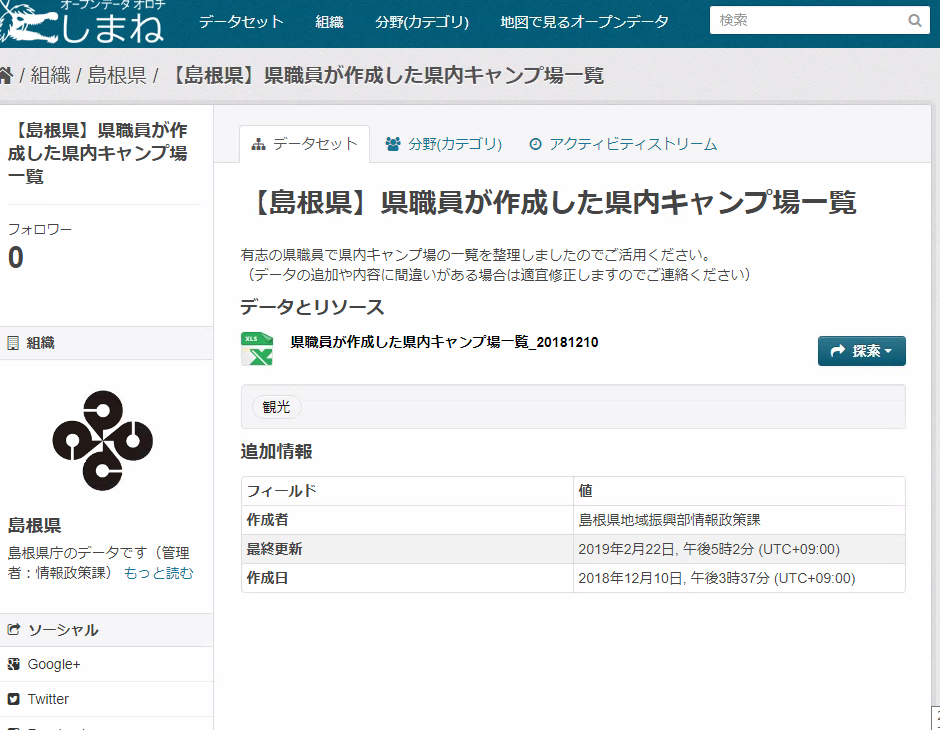 オープンデータ オロチ
しまね
データセット 組織 分野(カテゴリ) 地図で見るオープンデータ 検索
/ 組織 / 島根県 / 【島根県】県職員が作成した県内キャンプ場一覧
【島根県】県職員が作
成した県内キャンプ場
一覧
フォロワー
0
組織
島根県
島根県庁のデータです（管理
者：情報政策課） もっと読む
ソーシャル
Google+
Twitter
データセット 分野(カテゴリ) アクティビティストリーム
【島根県】県職員が作成した県内キャンプ場一覧
有志の県職員で県内キャンプ場の一覧を整理しましたのでご活用ください。
（データの追加や内容に間違いがある場合は適宜修正しますのでご連絡ください）
データとリソース
XLS 県職員が作成した県内キャンプ場一覧_20181210 探索
観光
追加情報
フィールド 値
作成者 島根県地域振興部情報政策課
最終更新 2019年2月22日, 午後5時2分 (UTC+09:00)
作成日 2018年12月10日, 午後3時37分 (UTC+09:00)